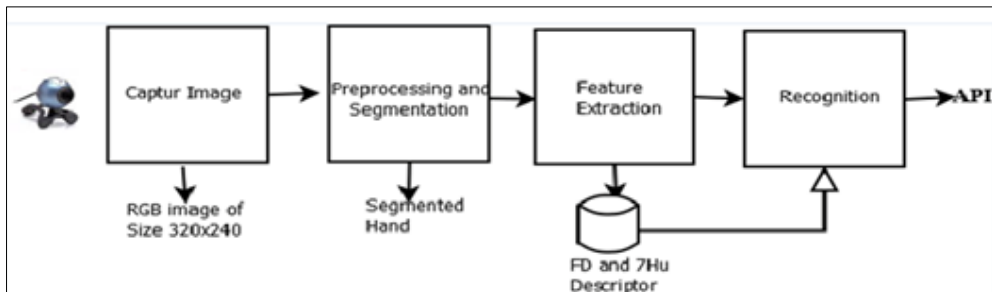 Captur Image
Preprocessing and
Segmentation
Feature
Extraction
Recognition
API
RGB image of
Size 320x240
Segmented
Hand
FD and 7Hu
Descriptor